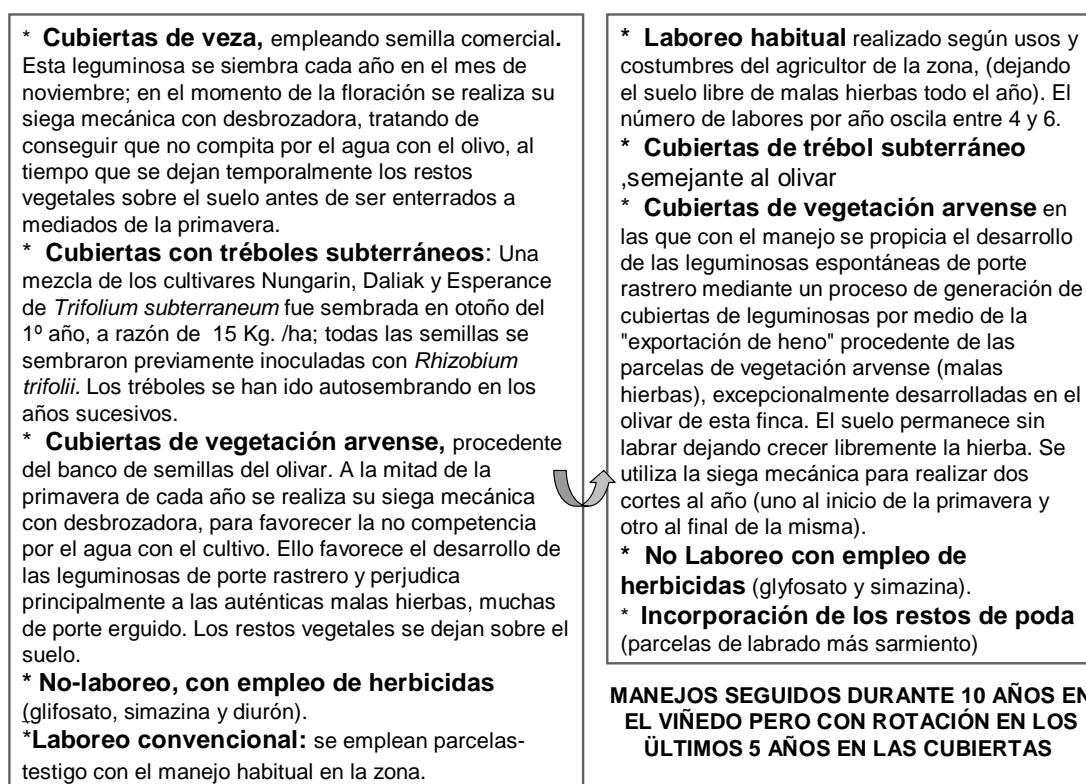 * Cubiertas de veza, empleando semilla comercial.
Esta leguminosa se siembra cada año en el mes de
noviembre; en el momento de la floración se realiza su
siega mecánica con desbrozadora, tratando de
conseguir que no compita por el agua con el olivo, al
tiempo que se dejan temporalmente los restos
vegetales sobre el suelo antes de ser enterrados a
mediados de la primavera.
* Cubiertas con tréboles subterráneos: Una
mezcla de los cultivares Nungarin, Daliak y Esperance
de Trifolium subterraneum fue sembrada en otoño del
1º año, a razón de 15 Kg. /ha; todas las semillas se
sembraron previamente inoculadas con Rhizobium
trifolii. Los tréboles se han ido autosembrando en los
años sucesivos.
* Cubiertas de vegetación arvense, procedente
del banco de semillas del olivar. A la mitad de la
primavera de cada año se realiza su siega mecánica
con desbrozadora, para favorecer la no competencia
por el agua con el cultivo. Ello favorece el desarrollo de
las leguminosas de porte rastrero y perjudica
principalmente a las auténticas malas hierbas, muchas
de porte erguido. Los restos vegetales se dejan sobre el
suelo.
* No-laboreo, con empleo de herbicidas
(glifosato, simazina y diurón).
*Laboreo convencional: se emplean parcelas-
testigo con el manejo habitual en la zona.
* Laboreo habitual realizado según usos y
costumbres del agricultor de la zona, (dejando
el suelo libre de malas hierbas todo el año). El
número de labores por año oscila entre 4 y 6.
* Cubiertas de trébol subterráneo
,semejante al olivar
* Cubiertas de vegetación arvense en
las que con el manejo se propicia el desarrollo
de las leguminosas espontáneas de porte
rastrero mediante un proceso de generación de
cubiertas de leguminosas por medio de la
"exportación de heno" procedente de las
parcelas de vegetación arvense (malas
hierbas), excepcionalmente desarrolladas en el
olivar de esta finca. El suelo permanece sin
labrar dejando crecer libremente la hierba. Se
utiliza la siega mecánica para realizar dos
cortes al año (uno al inicio de la primavera y
otro al final de la misma).
* No Laboreo con empleo de
herbicidas (glyfosato y simazina).
* Incorporación de los restos de poda
(parcelas de labrado más sarmiento)
MANEJOS SEGUIDOS DURANTE 10 AÑOS EN
EL VIÑEDO PERO CON ROTACIÓN EN LOS
ÜLTIMOS 5 AÑOS EN LAS CUBIERTAS